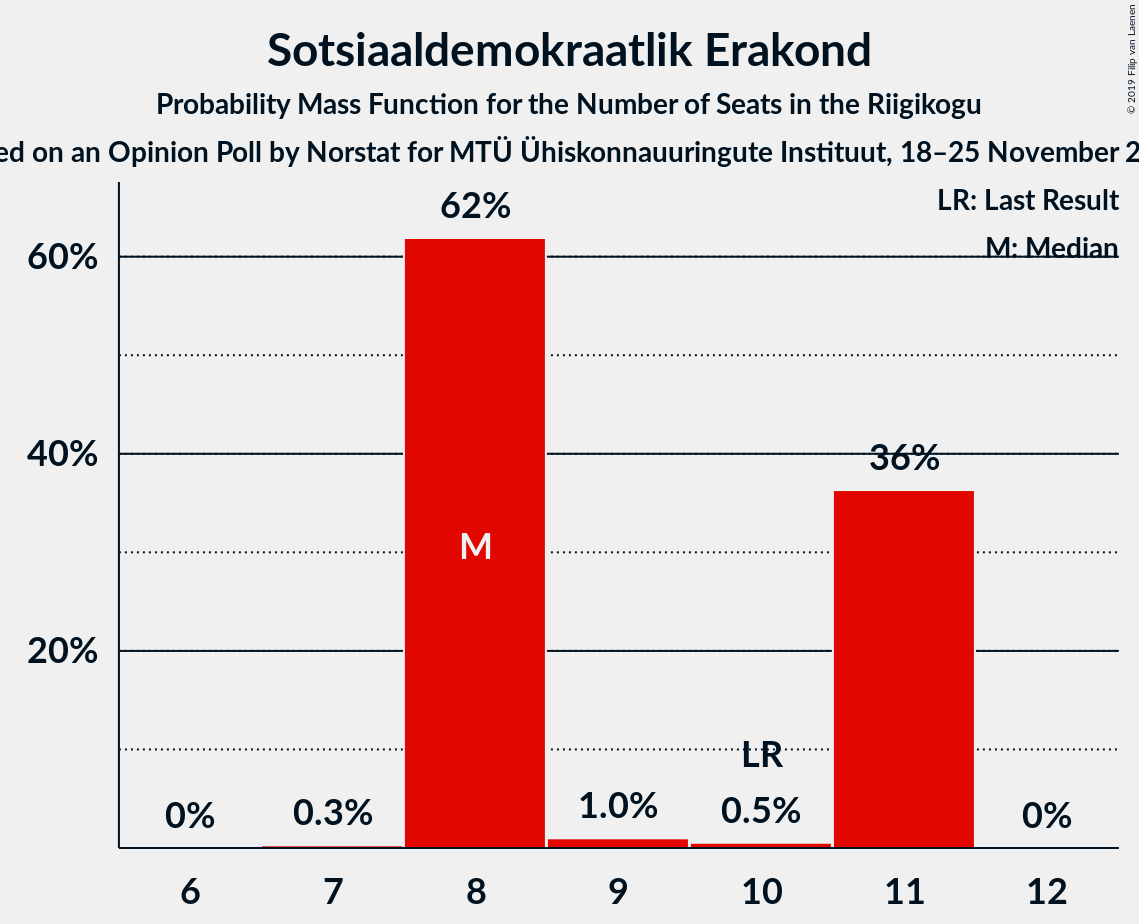 Sotsiaaldemokraatlik Erakond
Probability Mass Function for the Number of Seats in the Riigikogu
ed on an Opinion Poll by Norstat for MTÜ Ühiskonnauuringute Instituut, 18–25 November 2
© 2019 Filip van Laenen
LR: Last Result
M: Median
62%
60%
40%
36%
M
20%
LR
0%
0.3%
1.0%
0.5%
0%
6 7 8 9 10 11 12